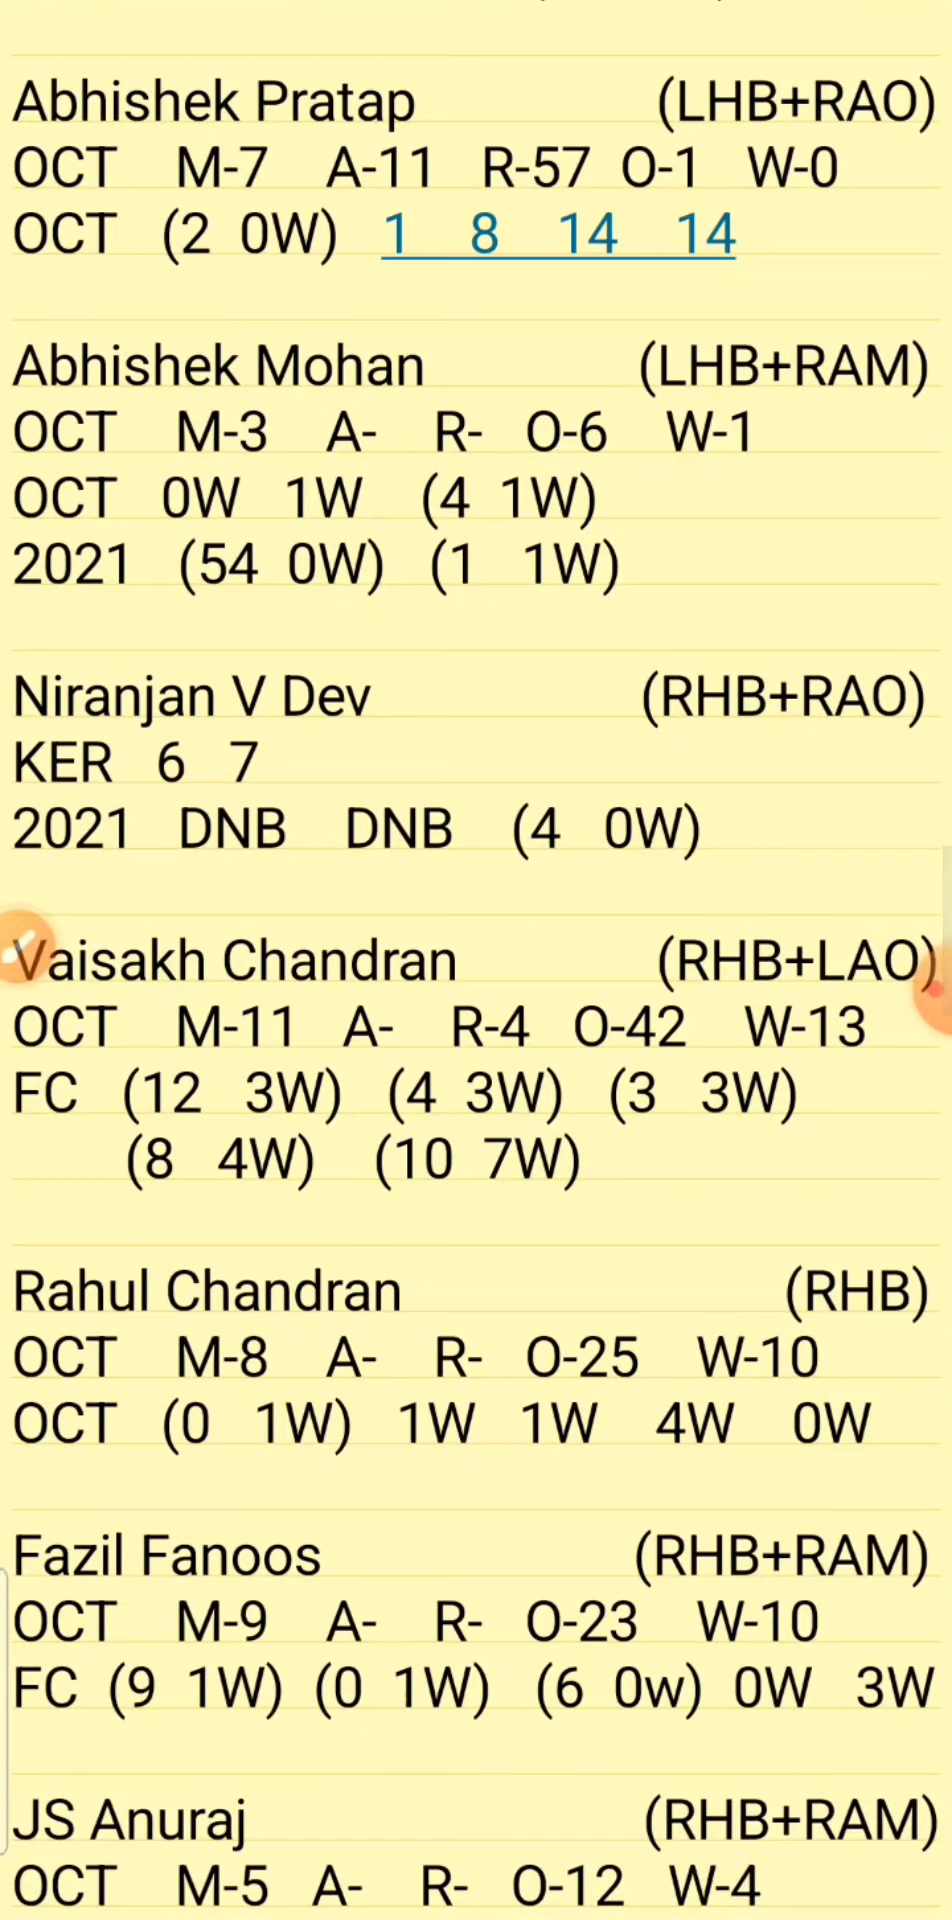 Abhishek Pratap (LHB+RAO)
OCT M-7 A-11 R-57 O-1 W-0
OCT (2 0W) 1 8 14 14
Abhishek Mohan (LHB+RAM)
OCT M-3 A- R- O-6 W-1
OCT 0W 1W (4 1W)
2021 (54 0W) (1 1W)
Niranjan V Dev (RHB+RAO)
KER 6 7
2021 DNB DNB (4 0W)
Vaisakh Chandran (RHB+LAO)
OCT M-11 A- R-4 O-42 W-13
FC (12 3W) (4 3W) (3 3W)
(8 4W) (10 7W)
Rahul Chandran (RHB)
OCT M-8 A- R- O-25 W-10
OCT (0 1W) 1W 1W 4W 0W
Fazil Fanoos (RHB+RAM)
OCT M-9 A- R- O-23 W-10
FC (9 1W) (0 1W) (6 0w) 0W 3W
JS Anuraj (RHB+RAM)
OCT M-5 A- R- O-12 W-4